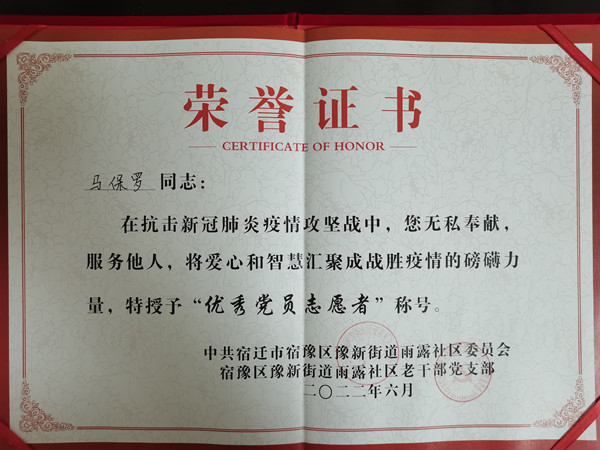 荣誉证书
CERTIFICATE OF HONOR
马保罗 同志：
在抗击新冠肺炎疫情攻坚战中，您无私奉献，
服务他人，将爱心和智慧汇聚成战胜疫情的磅礴力
量，特授予“优秀党员志愿者”称号。
中共宿迁市宿豫区豫新街道雨露社区委员会
宿豫区豫新街道雨露社区老干部党支部
二〇二二年六月